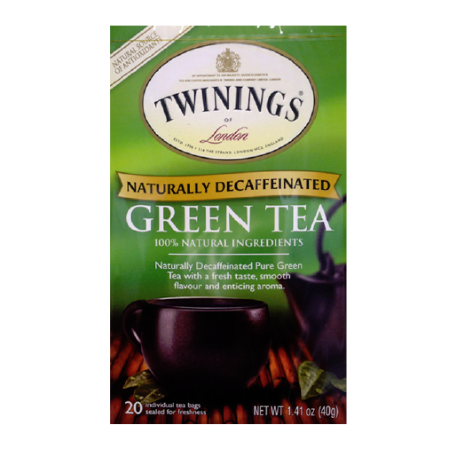 NATURAL SOURCE
OF ANTIOXIDANTS
TWININGS
®
OF
London
NATURALLY DECAFFEINATED
GREEN TEA
100% NATURAL INGREDIENTS
Naturally Decaffeinated Pure Green
Tea with a fresh taste, smooth
flavour and enticing aroma.
20 individual tea bags
sealed for freshness
NET WT 1.41 oz (40g)